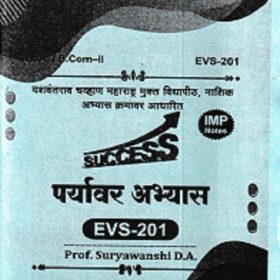 B.Com-II EVS-201
यशवंतराव चव्हाण महाराष्ट्र मुक्त विद्यापीठ, नाशिक
अभ्यास क्रमावर आधारित
IMP
Notes
SUCCESS
पर्यावर अभ्यास
EVS-201
Prof. Suryawanshi D.A.